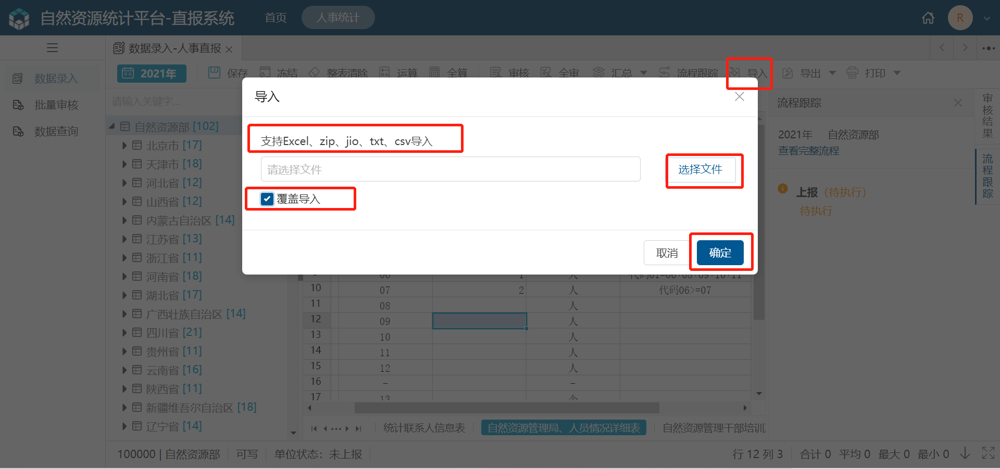 自然资源统计平台-直报系统
首页
人事统计
R
数据录入-人事直报
数据录入
批量审核
数据查询
2021年
保存
冻结
整表清除
运算
全算
审核
全审
汇总
流程跟踪
导入
导出
打印
请输入关键字...
自然资源部 [102]
北京市 [17]
天津市 [18]
河北省 [12]
山西省 [12]
内蒙古自治区 [14]
江苏省 [13]
浙江省 [11]
河南省 [18]
湖北省 [17]
广西壮族自治区 [14]
四川省 [21]
贵州省 [11]
云南省 [16]
陕西省 [11]
新疆维吾尔自治区 [18]
辽宁省 [14]
导入
支持Excel、zip、jio、txt、csv导入
请选择文件
选择文件
覆盖导入
取消
确定
06 1 人 代码01=06+08+09+10+11
10 07 2 人 代码06>=07
11 08 人
12 09 人
13 10 人
14 11 人
15 12 人
16 – –
17 13 个
统计联系人信息表
自然资源管理局、人员情况详细表
自然资源管理干部培训
流程跟踪
2021年 自然资源部
查看完整流程
上报 (待执行)
待执行
审核结果
流程跟踪
100000 | 自然资源部
可写
单位状态：未上报
行 12 列 3
合计 0 平均 0 最大 0 最小 0